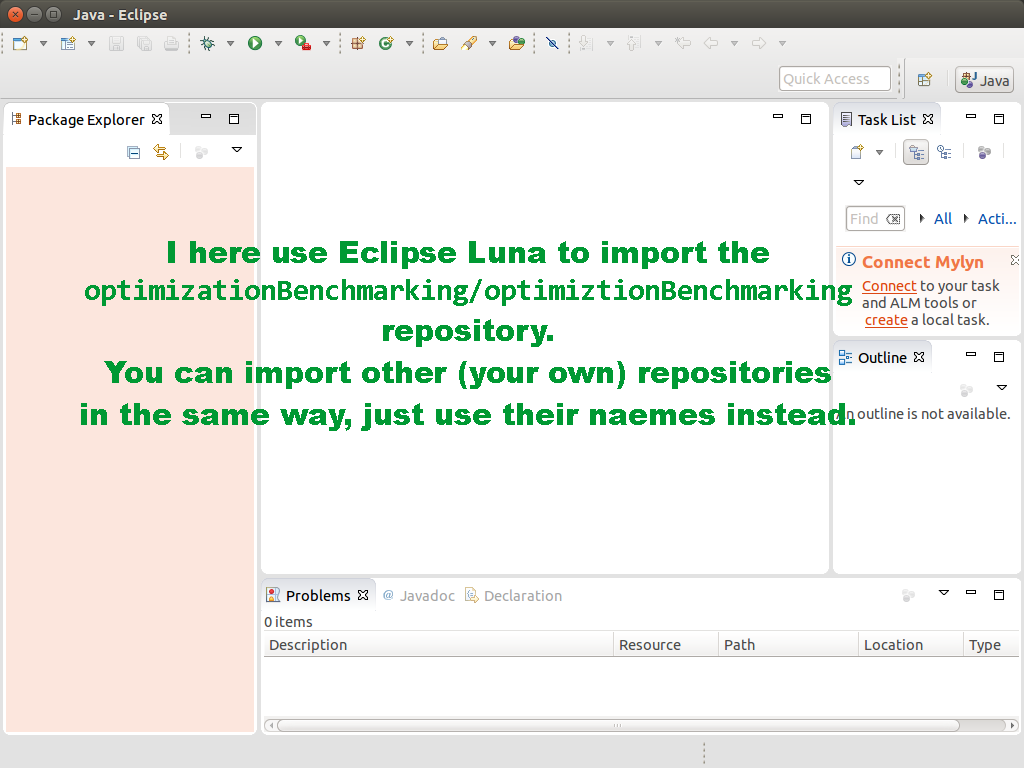 Java - Eclipse
Quick Access
Java
Package Explorer
Task List
Find
All
Acti...
Connect Mylyn
Connect to your task
and ALM tools or
create a local task.
Outline
n outline is not available.
I here use Eclipse Luna to import the
optimizationBenchmarking/optimiztionBenchmarking
repository.
You can import other (your own) repositories
in the same way, just use their naemes instead.
Problems
@ Javadoc
Declaration
0 items
Description
Resource
Path
Location
Type